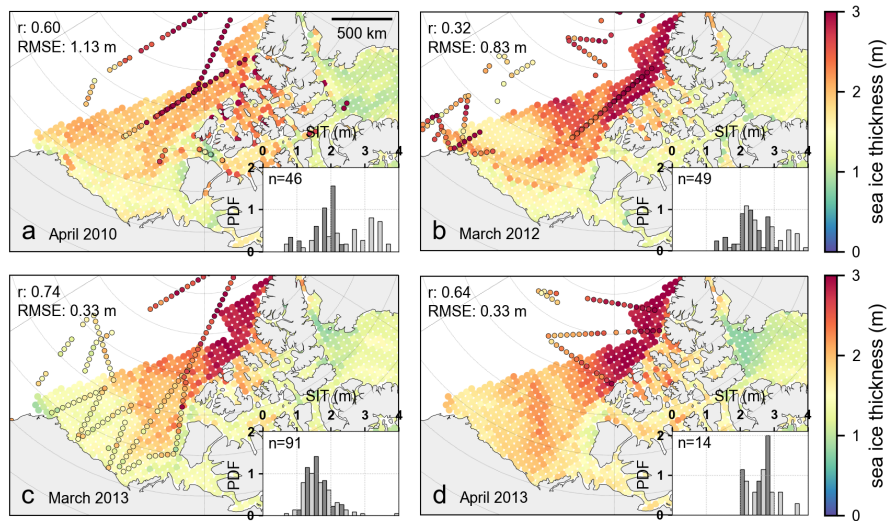 r: 0.60
RMSE: 1.13 m
500 km
SIT (m)
0 1 2 3 4
2
1
0
PDF
n=46
a April 2010
r: 0.32
RMSE: 0.83 m
SIT (m)
0 1 2 3 4
2
1
0
PDF
n=49
b March 2012
3
2
1
0
sea ice thickness (m)
r: 0.74
RMSE: 0.33 m
SIT (m)
0 1 2 3 4
2
1
0
PDF
n=91
c March 2013
r: 0.64
RMSE: 0.33 m
SIT (m)
0 1 2 3 4
2
1
0
PDF
n=14
d April 2013
3
2
1
0
sea ice thickness (m)